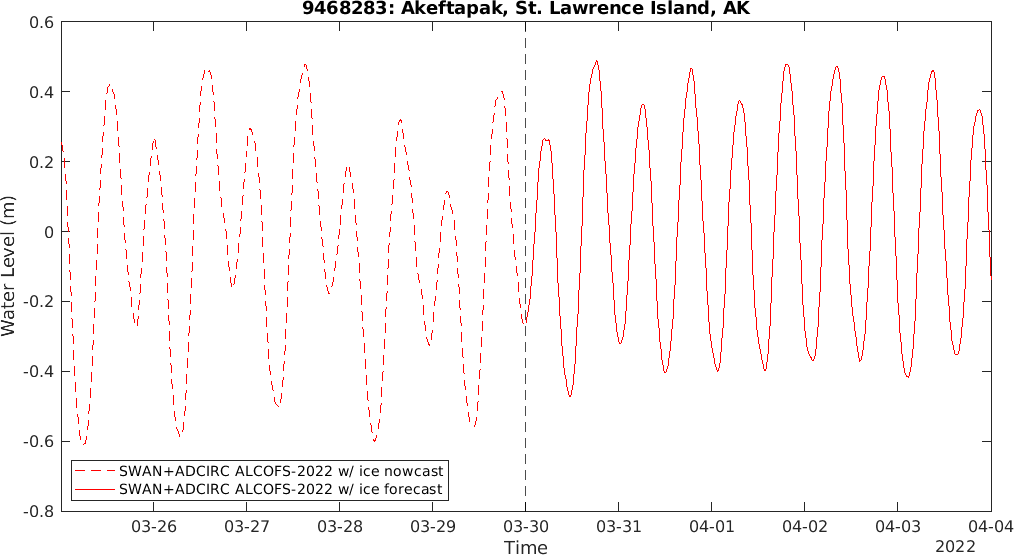 9468283: Akeftapak, St. Lawrence Island, AK
0.6
0.4
0.2
0
-0.2
-0.4
-0.6
-0.8
Water Level (m)
SWAN+ADCIRC ALCOFS-2022 w/ ice nowcast
SWAN+ADCIRC ALCOFS-2022 w/ ice forecast
03-26 03-27 03-28 03-29 03-30 03-31 04-01 04-02 04-03 04-04
Time
2022